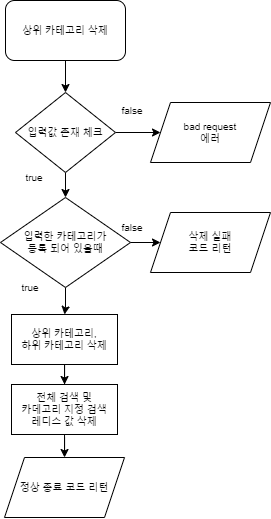 상위 카테고리 삭제
false
입력값 존재 체크
bad request
에러
true
false
입력한 카테고리가
등록 되어 있을때
삭제 실패
코드 리턴
true
상위 카테고리,
하위 카테고리 삭제
전체 검색 및
카데고리 지정 검색
레디스 값 삭제
정상 종료 코드 리턴